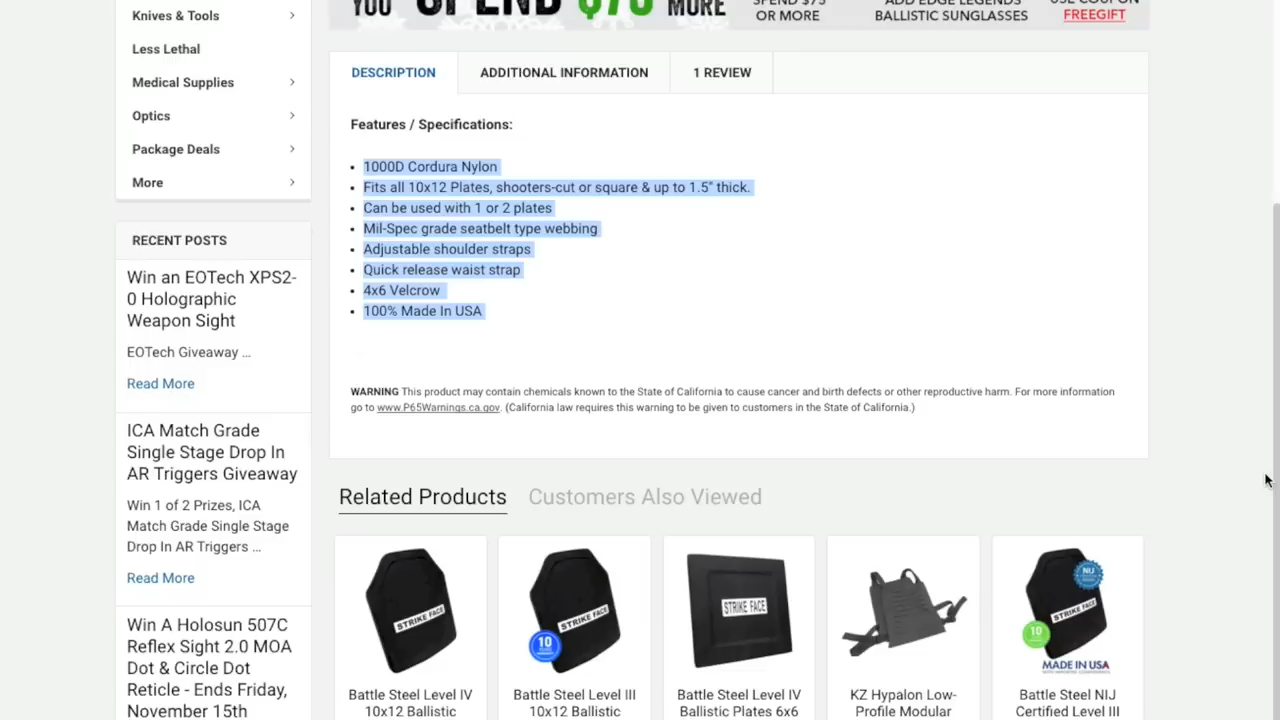 YOU SPEND $75 MORE
SPEND $75
OR MORE
ADD EDGE LEGENDS
BALLISTIC SUNGLASSES
USE COUPON
FREEGIFT
Knives & Tools
Less Lethal
Medical Supplies
Optics
Package Deals
More
RECENT POSTS
Win an EOTech XPS2-
0 Holographic
Weapon Sight
EOTech Giveaway ...
Read More
ICA Match Grade
Single Stage Drop In
AR Triggers Giveaway
Win 1 of 2 Prizes, ICA
Match Grade Single Stage
Drop In AR Triggers ...
Read More
Win A Holosun 507C
Reflex Sight 2.0 MOA
Dot & Circle Dot
Reticle - Ends Friday,
November 15th
DESCRIPTION
ADDITIONAL INFORMATION
1 REVIEW
Features / Specifications:
1000D Cordura Nylon
Fits all 10x12 Plates, shooters-cut or square & up to 1.5" thick.
Can be used with 1 or 2 plates
Mil-Spec grade seatbelt type webbing
Adjustable shoulder straps
Quick release waist strap
4x6 Velcrow
100% Made In USA
WARNING This product may contain chemicals known to the State of California to cause cancer and birth defects or other reproductive harm. For more information
go to www.P65Warnings.ca.gov. (California law requires this warning to be given to customers in the State of California.)
Related Products
Customers Also Viewed
STRIKE FACE
Battle Steel Level IV
10x12 Ballistic
STRIKE FACE
10
Battle Steel Level III
10x12 Ballistic
STRIKE FACE
Battle Steel Level IV
Ballistic Plates 6x6
KZ Hypalon Low-
Profile Modular
NIJ
STRIKE FACE
10
MADE IN USA
Battle Steel NIJ
Certified Level III